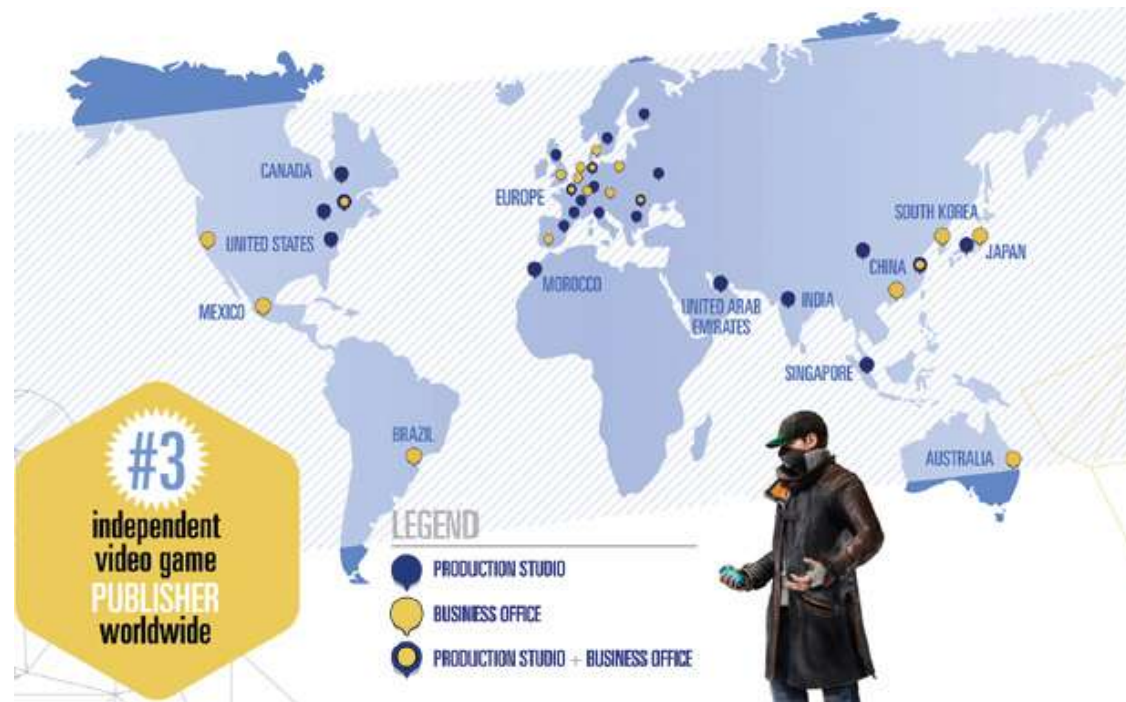 CANADA
EUROPE
SOUTH KOREA
UNITED STATES
JAPAN
CHINA
MOROCCO
MEXICO
UNITED ARAB
EMIRATES
INDIA
SINGAPORE
BRAZIL
AUSTRALIA
#3
independent
video game
PUBLISHER
worldwide
LEGEND
PRODUCTION STUDIO
BUSINESS OFFICE
PRODUCTION STUDIO + BUSINESS OFFICE